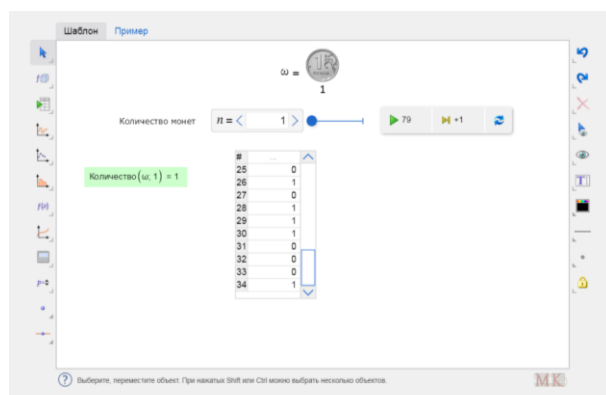 Шаблон Пример
ω =
1
Количество монет n = < 1 > 79 +1
# ...
25 0
Количество(ω; 1) = 1
26 1
27 0
28 1
29 1
30 1
31 0
32 0
33 0
34 1
Выберите, переместите объект. При нажатых Shift или Ctrl можно выбрать несколько объектов.
МК